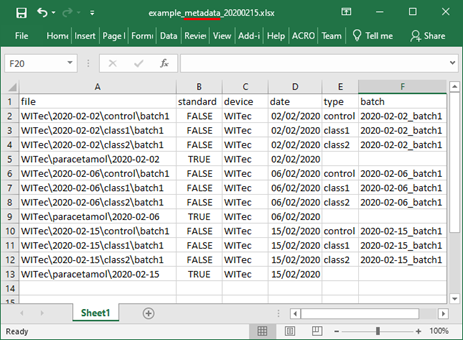 example_metadata_20200215.xlsx
File Home Insert Page l Form Data Reviev View Add-i Help ACRO Team Tell me Share
F20 fx
A B C D E F
1 file standard device date type batch
2 WITec\2020-02-02\control\batch1 FALSE WITec 02/02/2020 control 2020-02-02_batch1
3 WITec\2020-02-02\class1\batch1 FALSE WITec 02/02/2020 class1 2020-02-02_batch1
4 WITec\2020-02-02\class2\batch1 FALSE WITec 02/02/2020 class2 2020-02-02_batch1
5 WITec\paracetamol\2020-02-02 TRUE WITec 02/02/2020
6 WITec\2020-02-06\control\batch1 FALSE WITec 06/02/2020 control 2020-02-06_batch1
7 WITec\2020-02-06\class1\batch1 FALSE WITec 06/02/2020 class1 2020-02-06_batch1
8 WITec\2020-02-06\class2\batch1 FALSE WITec 06/02/2020 class2 2020-02-06_batch1
9 WITec\paracetamol\2020-02-06 TRUE WITec 06/02/2020
10 WITec\2020-02-15\control\batch1 FALSE WITec 15/02/2020 control 2020-02-15_batch1
11 WITec\2020-02-15\class1\batch1 FALSE WITec 15/02/2020 class1 2020-02-15_batch1
12 WITec\2020-02-15\class2\batch1 FALSE WITec 15/02/2020 class2 2020-02-15_batch1
13 WITec\paracetamol\2020-02-15 TRUE WITec 15/02/2020
14
15
Sheet1
Ready 100%